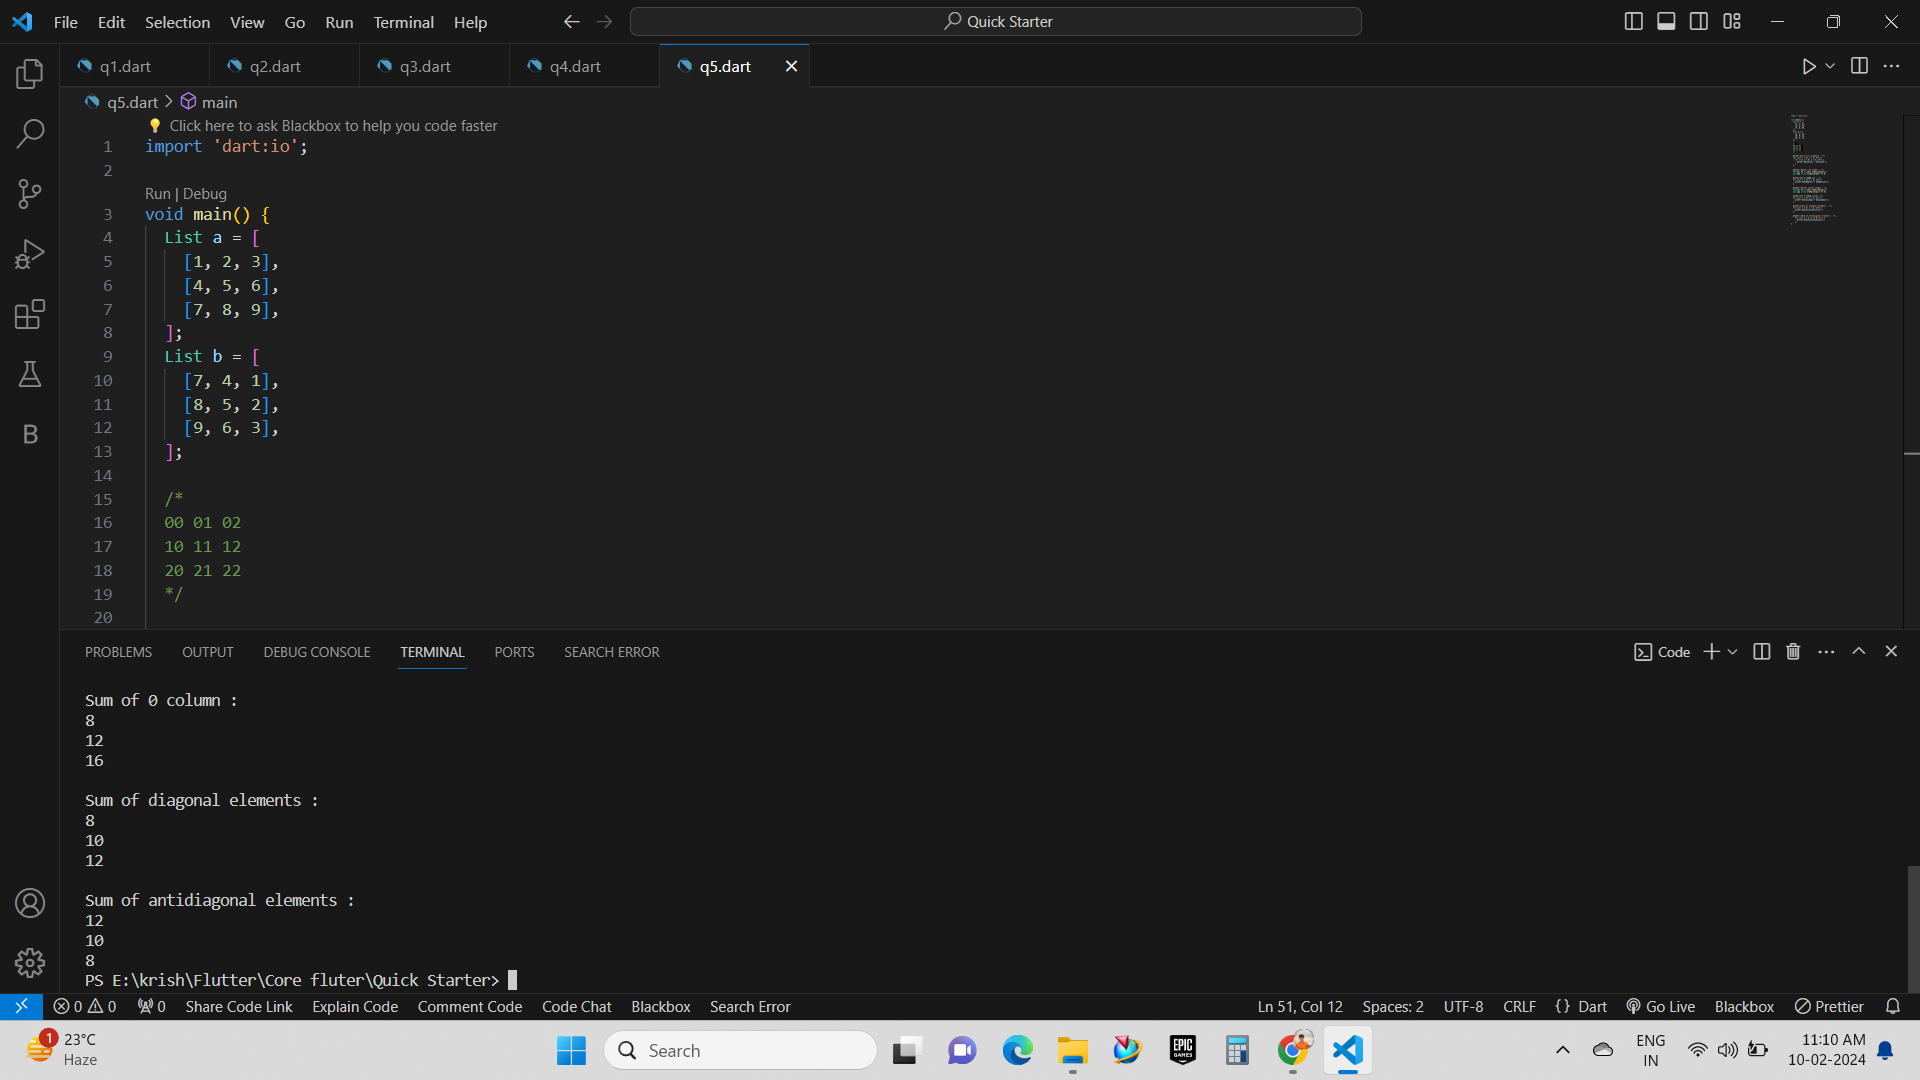 File Edit Selection View Go Run Terminal Help
Quick Starter
q1.dart q2.dart q3.dart q4.dart q5.dart
q5.dart > main
Click here to ask Blackbox to help you code faster
1 import 'dart:io';
2
Run | Debug
3 void main() {
4 List a = [
5 [1, 2, 3],
6 [4, 5, 6],
7 [7, 8, 9],
8 ];
9 List b = [
10 [7, 4, 1],
11 [8, 5, 2],
12 [9, 6, 3],
13 ];
14
15 /*
16 00 01 02
17 10 11 12
18 20 21 22
19 */
20
PROBLEMS OUTPUT DEBUG CONSOLE TERMINAL PORTS SEARCH ERROR
Code
Sum of 0 column :
8
12
16
Sum of diagonal elements :
8
10
12
Sum of antidiagonal elements :
12
10
8
PS E:\krish\Flutter\Core fluter\Quick Starter>
0 0 0 Share Code Link Explain Code Comment Code Code Chat Blackbox Search Error
Ln 51, Col 12 Spaces: 2 UTF-8 CRLF {} Dart Go Live Blackbox Prettier
1
23°C
Haze
Search
EPIC
GAMES
ENG
IN
11:10 AM
10-02-2024
B